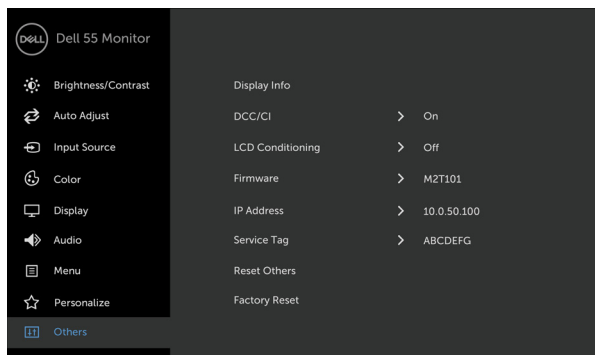 DELL Dell 55 Monitor
Brightness/Contrast
Auto Adjust
Input Source
Color
Display
Audio
Menu
Personalize
Others
Display Info
DCC/CI > On
LCD Conditioning > Off
Firmware > M2T101
IP Address > 10.0.50.100
Service Tag > ABCDEFG
Reset Others
Factory Reset